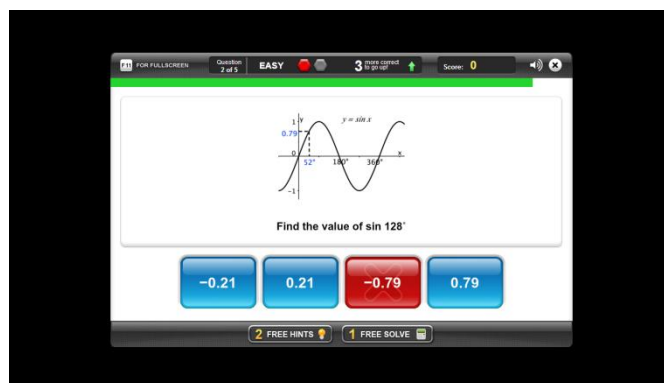 F11 FOR FULLSCREEN
Question
2 of 5
EASY
3 more correct
to go up!
Score: 0
1 y
y = sin x
0.79
0
52°
180°
360°
x
−1
Find the value of sin 128°
−0.21
0.21
−0.79
0.79
2 FREE HINTS
1 FREE SOLVE